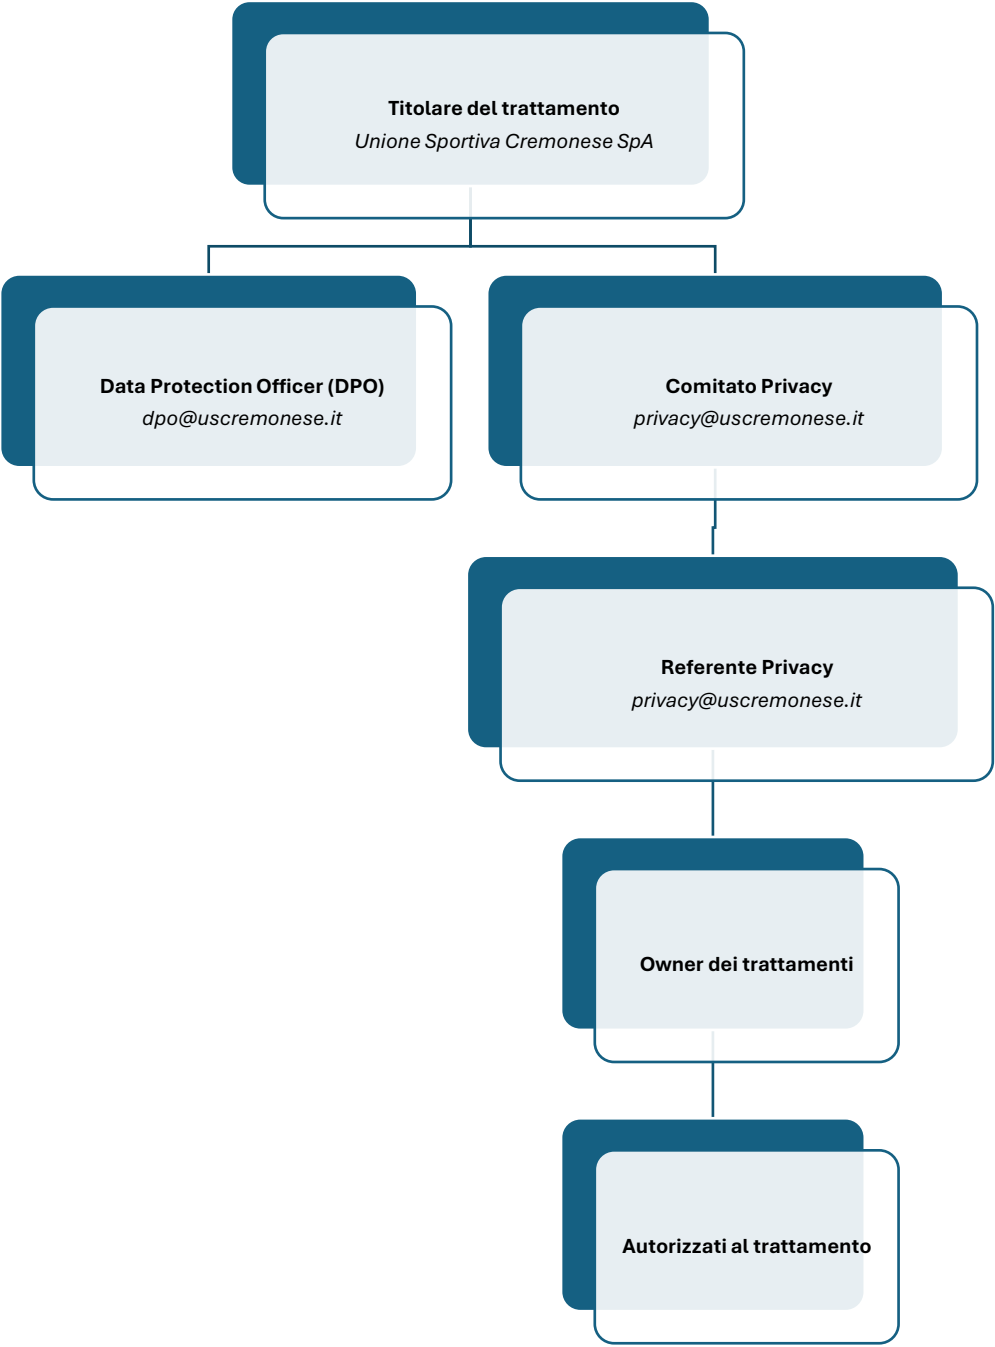 Titolare del trattamento
Unione Sportiva Cremonese SpA
Data Protection Officer (DPO)
dpo@uscremonese.it
Comitato Privacy
privacy@uscremonese.it
Referente Privacy
privacy@uscremonese.it
Owner dei trattamenti
Autorizzati al trattamento